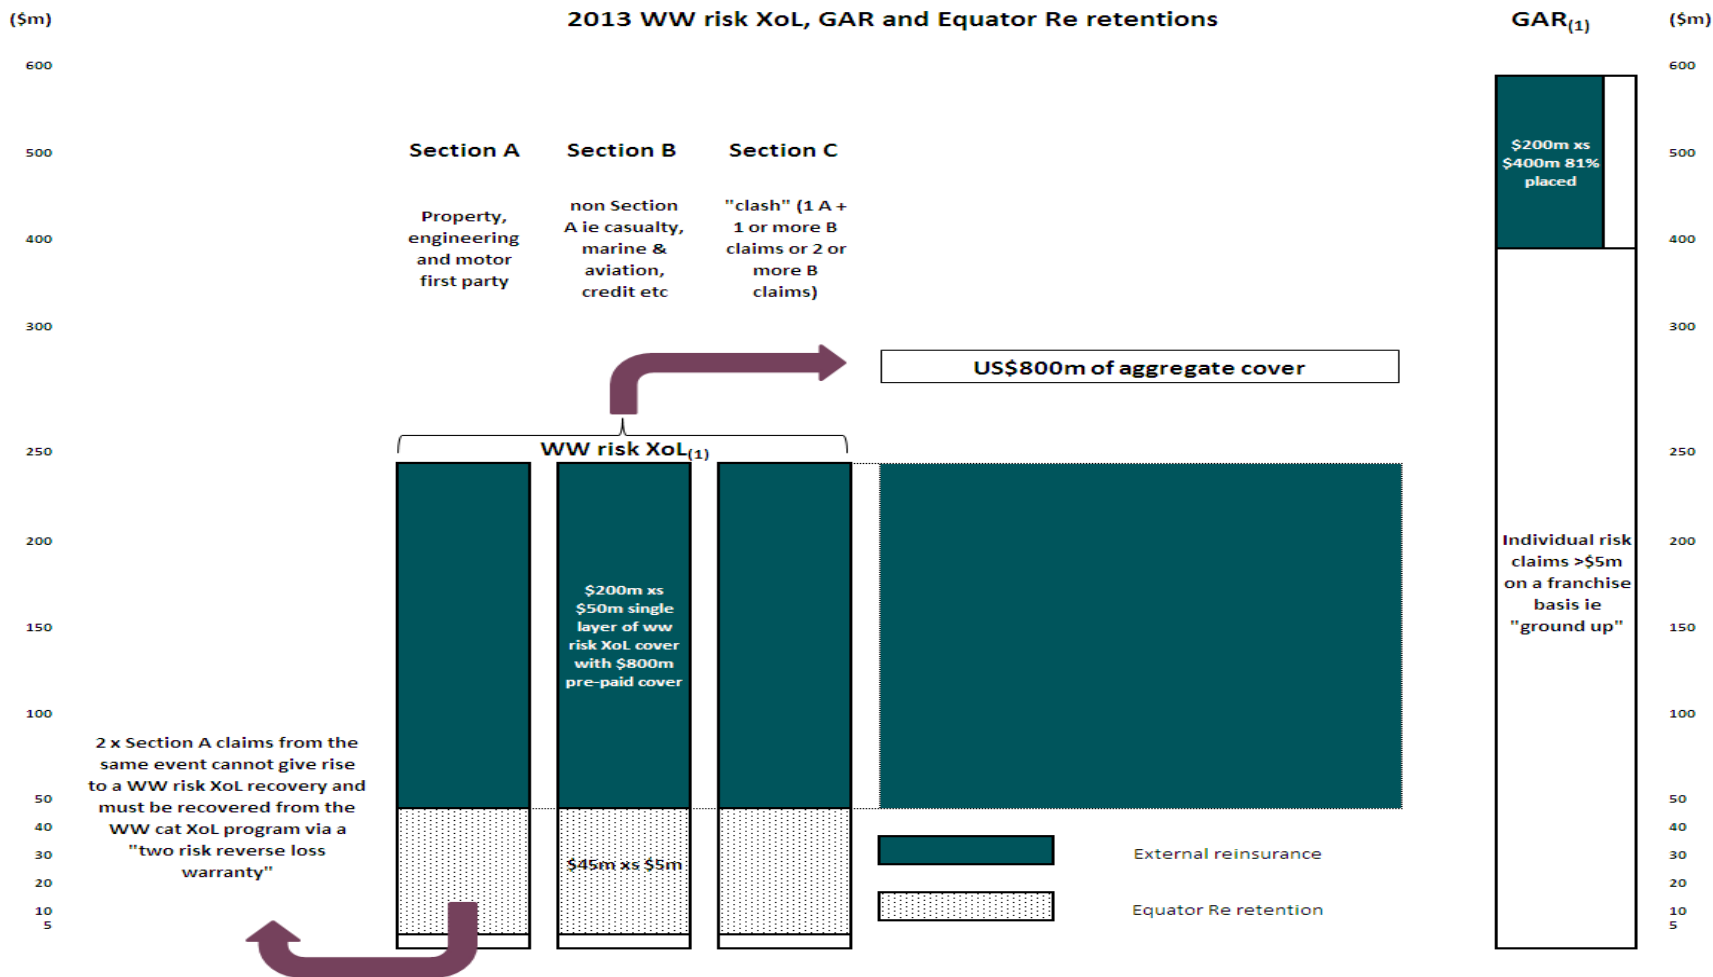 ($m)
2013 WW risk XoL, GAR and Equator Re retentions
GAR(1)
($m)
600
500
400
300
250
200
150
100
50
40
30
20
10
5
Section A
Property,
engineering
and motor
first party
Section B
non Section
A ie casualty,
marine &
aviation,
credit etc
Section C
"clash" (1 A +
1 or more B
claims or 2 or
more B
claims)
US$800m of aggregate cover
WW risk XoL(1)
$200m xs
$50m single
layer of ww
risk XoL cover
with $800m
pre-paid cover
$45m xs $5m
2 x Section A claims from the
same event cannot give rise
to a WW risk XoL recovery and
must be recovered from the
WW cat XoL program via a
"two risk reverse loss
warranty"
External reinsurance
Equator Re retention
$200m xs
$400m 81%
placed
Individual risk
claims >$5m
on a franchise
basis ie
"ground up"
600
500
400
300
250
200
150
100
50
40
30
20
10
5